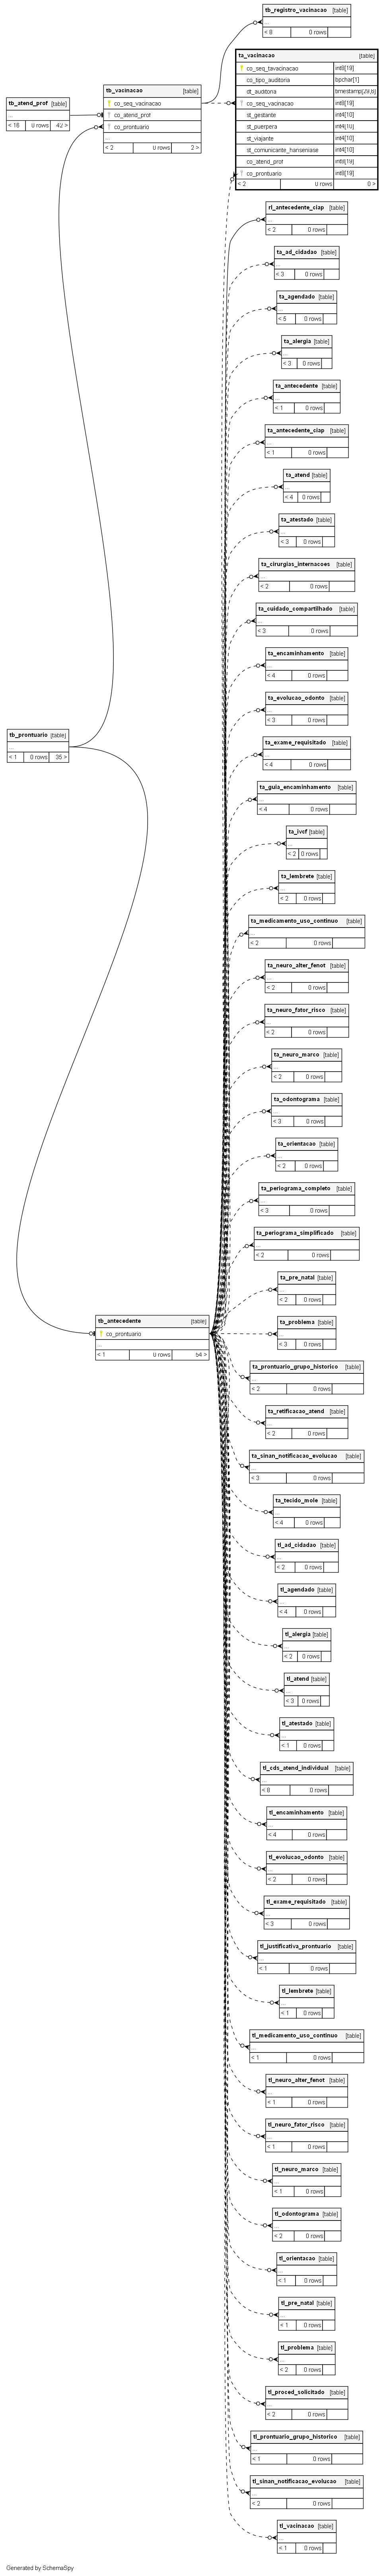 tb_registro_vacinacao [table]
...
< 8 0 rows
ta_vacinacao [table]
co_seq_tavacinacao int8[19]
co_tipo_auditoria bpchar[1]
dt_auditoria timestamp[29,6]
co_seq_vacinacao int8[19]
st_gestante int4[10]
st_puerpera int4[10]
st_viajante int4[10]
st_comunicante_hanseniase int4[10]
co_atend_prof int8[19]
co_prontuario int8[19]
< 2 0 rows 0 >
tb_vacinacao [table]
co_seq_vacinacao
co_atend_prof
co_prontuario
...
< 2 0 rows 2 >
tb_atend_prof [table]
...
< 16 0 rows 42 >
rl_antecedente_ciap [table]
...
< 2 0 rows
ta_ad_cidadao [table]
...
< 3 0 rows
ta_agendado [table]
...
< 5 0 rows
ta_alergia [table]
...
< 3 0 rows
ta_antecedente [table]
...
< 1 0 rows
ta_antecedente_ciap [table]
...
< 1 0 rows
ta_atend [table]
...
< 4 0 rows
ta_atestado [table]
...
< 3 0 rows
ta_cirurgias_internacoes [table]
...
< 2 0 rows
ta_cuidado_compartilhado [table]
...
< 3 0 rows
ta_encaminhamento [table]
...
< 4 0 rows
ta_evolucao_odonto [table]
...
< 3 0 rows
tb_prontuario [table]
...
< 1 0 rows 35 >
ta_exame_requisitado [table]
...
< 4 0 rows
ta_guia_encaminhamento [table]
...
< 4 0 rows
ta_ivcf [table]
...
< 2 0 rows
ta_lembrete [table]
...
< 2 0 rows
ta_medicamento_uso_continuo [table]
...
< 2 0 rows
ta_neuro_alter_fenot [table]
...
< 2 0 rows
ta_neuro_fator_risco [table]
...
< 2 0 rows
ta_neuro_marco [table]
...
< 2 0 rows
ta_odontograma [table]
...
< 3 0 rows
ta_orientacao [table]
...
< 2 0 rows
ta_periograma_completo [table]
...
< 3 0 rows
ta_periograma_simplificado [table]
...
< 2 0 rows
ta_pre_natal [table]
...
< 2 0 rows
tb_antecedente [table]
co_prontuario
...
< 1 0 rows 54 >
ta_problema [table]
...
< 3 0 rows
ta_prontuario_grupo_historico [table]
...
< 2 0 rows
ta_retificacao_atend [table]
...
< 2 0 rows
ta_sinan_notificacao_evolucao [table]
...
< 3 0 rows
ta_tecido_mole [table]
...
< 4 0 rows
tl_ad_cidadao [table]
...
< 2 0 rows
tl_agendado [table]
...
< 4 0 rows
tl_alergia [table]
...
< 2 0 rows
tl_atend [table]
...
< 3 0 rows
tl_atestado [table]
...
< 1 0 rows
tl_cds_atend_individual [table]
...
< 8 0 rows
tl_encaminhamento [table]
...
< 4 0 rows
tl_evolucao_odonto [table]
...
< 2 0 rows
tl_exame_requisitado [table]
...
< 3 0 rows
tl_justificativa_prontuario [table]
...
< 1 0 rows
tl_lembrete [table]
...
< 1 0 rows
tl_medicamento_uso_continuo [table]
...
< 1 0 rows
tl_neuro_alter_fenot [table]
...
< 1 0 rows
tl_neuro_fator_risco [table]
...
< 1 0 rows
tl_neuro_marco [table]
...
< 1 0 rows
tl_odontograma [table]
...
< 2 0 rows
tl_orientacao [table]
...
< 1 0 rows
tl_pre_natal [table]
...
< 1 0 rows
tl_problema [table]
...
< 2 0 rows
tl_proced_solicitado [table]
...
< 2 0 rows
tl_prontuario_grupo_historico [table]
...
< 1 0 rows
tl_sinan_notificacao_evolucao [table]
...
< 2 0 rows
tl_vacinacao [table]
...
< 1 0 rows
Generated by SchemaSpy